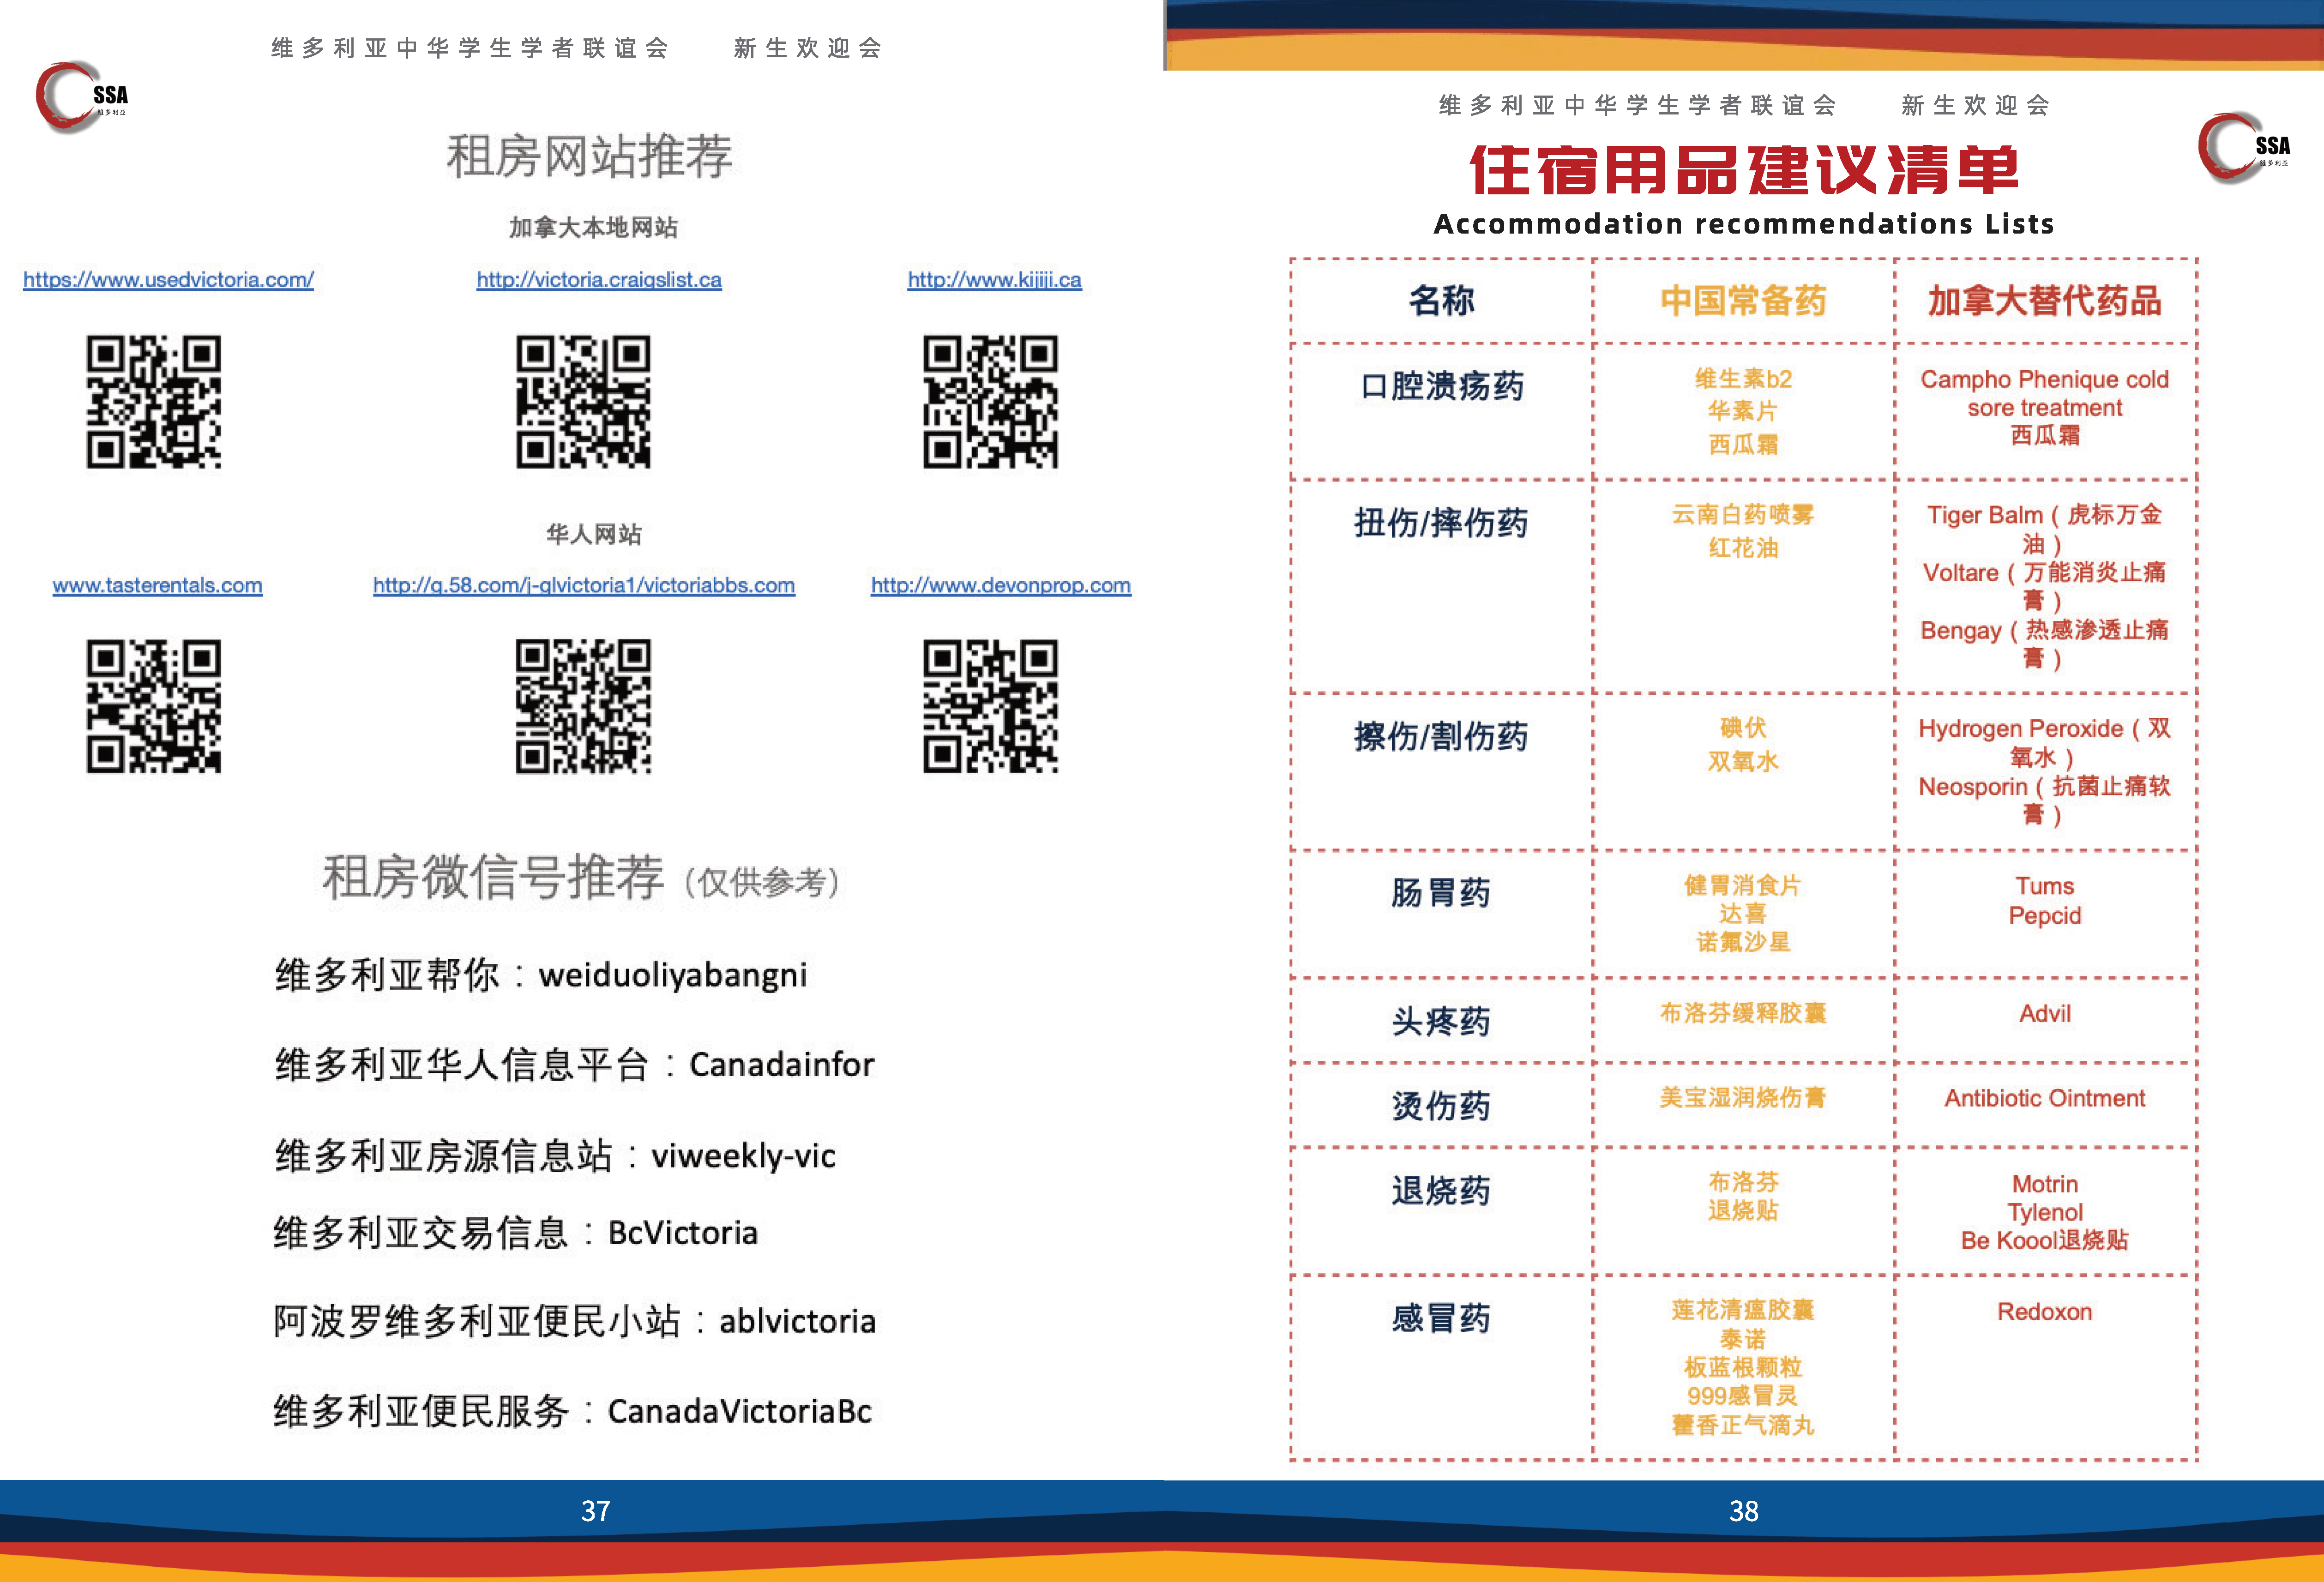 维多利亚中华学生学者联谊会 新生欢迎会
SSA
维多利亚
租房网站推荐
加拿大本地网站
https://www.usedvictoria.com/ http://victoria.craigslist.ca http://www.kijiji.ca
华人网站
www.tasterentals.com http://g.58.com/j-glvictoria1/victoriabbs.com http://www.devonprop.com
租房微信号推荐（仅供参考）
维多利亚帮你：weiduoliyabangni
维多利亚华人信息平台：Canadainfor
维多利亚房源信息站：viweekly-vic
维多利亚交易信息：BcVictoria
阿波罗维多利亚便民小站：ablvictoria
维多利亚便民服务：CanadaVictoriaBc
37
维多利亚中华学生学者联谊会 新生欢迎会
SSA
维多利亚
住宿用品建议清单
Accommodation recommendations Lists
名称 中国常备药 加拿大替代药品
口腔溃疡药
维生素b2
华素片
西瓜霜
Campho Phenique cold
sore treatment
西瓜霜
扭伤/摔伤药
云南白药喷雾
红花油
Tiger Balm（虎标万金
油）
Voltare（万能消炎止痛
膏）
Bengay（热感渗透止痛
膏）
擦伤/割伤药
碘伏
双氧水
Hydrogen Peroxide（双
氧水）
Neosporin（抗菌止痛软
膏）
肠胃药
健胃消食片
达喜
诺氟沙星
Tums
Pepcid
头疼药
布洛芬缓释胶囊
Advil
烫伤药
美宝湿润烧伤膏
Antibiotic Ointment
退烧药
布洛芬
退烧贴
Motrin
Tylenol
Be Koool退烧贴
感冒药
莲花清瘟胶囊
泰诺
板蓝根颗粒
999感冒灵
藿香正气滴丸
Redoxon
38